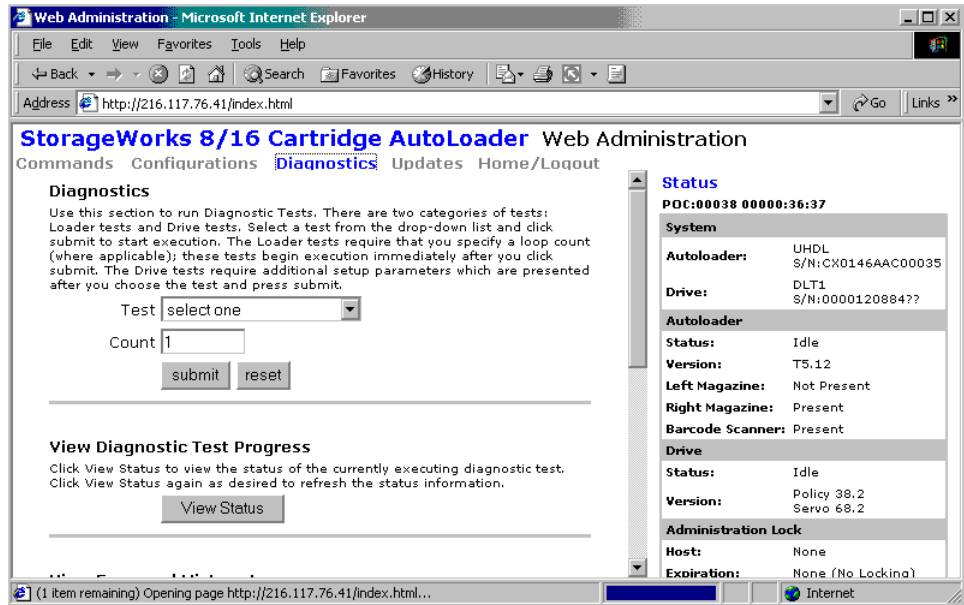 Web Administration - Microsoft Internet Explorer
File Edit View Favorites Tools Help
Back Search Favorites History
Address http://216.117.76.41/index.html Go Links »
StorageWorks 8/16 Cartridge AutoLoader Web Administration
Commands Configurations Diagnostics Updates Home/Logout
Diagnostics
Use this section to run Diagnostic Tests. There are two categories of tests:
Loader tests and Drive tests. Select a test from the drop-down list and click
submit to start execution. The Loader tests require that you specify a loop count
(where applicable); these tests begin execution immediately after you click
submit. The Drive tests require additional setup parameters which are presented
after you choose the test and press submit.
Test select one
Count 1
submit reset
View Diagnostic Test Progress
Click View Status to view the status of the currently executing diagnostic test.
Click View Status again as desired to refresh the status information.
View Status
Status
POC:00038 00000:36:37
System
Autoloader: UHDL
S/N:CX0146AAC00035
Drive: DLT1
S/N:0000120884??
Autoloader
Status: Idle
Version: T5.12
Left Magazine: Not Present
Right Magazine: Present
Barcode Scanner: Present
Drive
Status: Idle
Version: Policy 38.2
Servo 68.2
Administration Lock
Host: None
Expiration: None (No Locking)
(1 item remaining) Opening page http://216.117.76.41/index.html... Internet